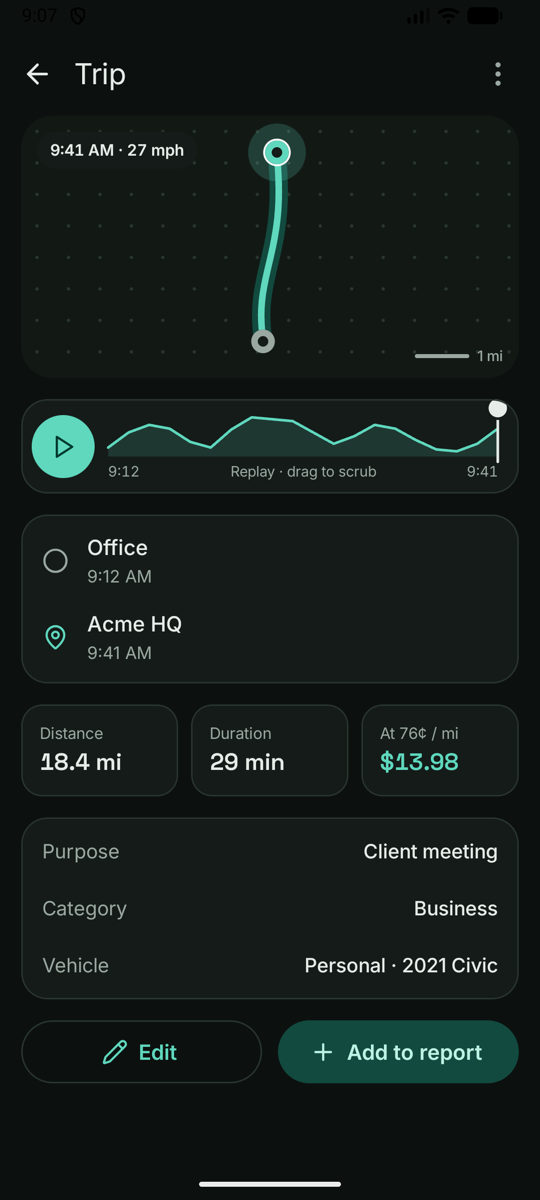 9:07
Trip
9:41 AM · 27 mph
1 mi
9:12 Replay · drag to scrub 9:41
Office
9:12 AM
Acme HQ
9:41 AM
Distance
18.4 mi
Duration
29 min
At 76¢ / mi
$13.98
Purpose Client meeting
Category Business
Vehicle Personal · 2021 Civic
Edit
Add to report